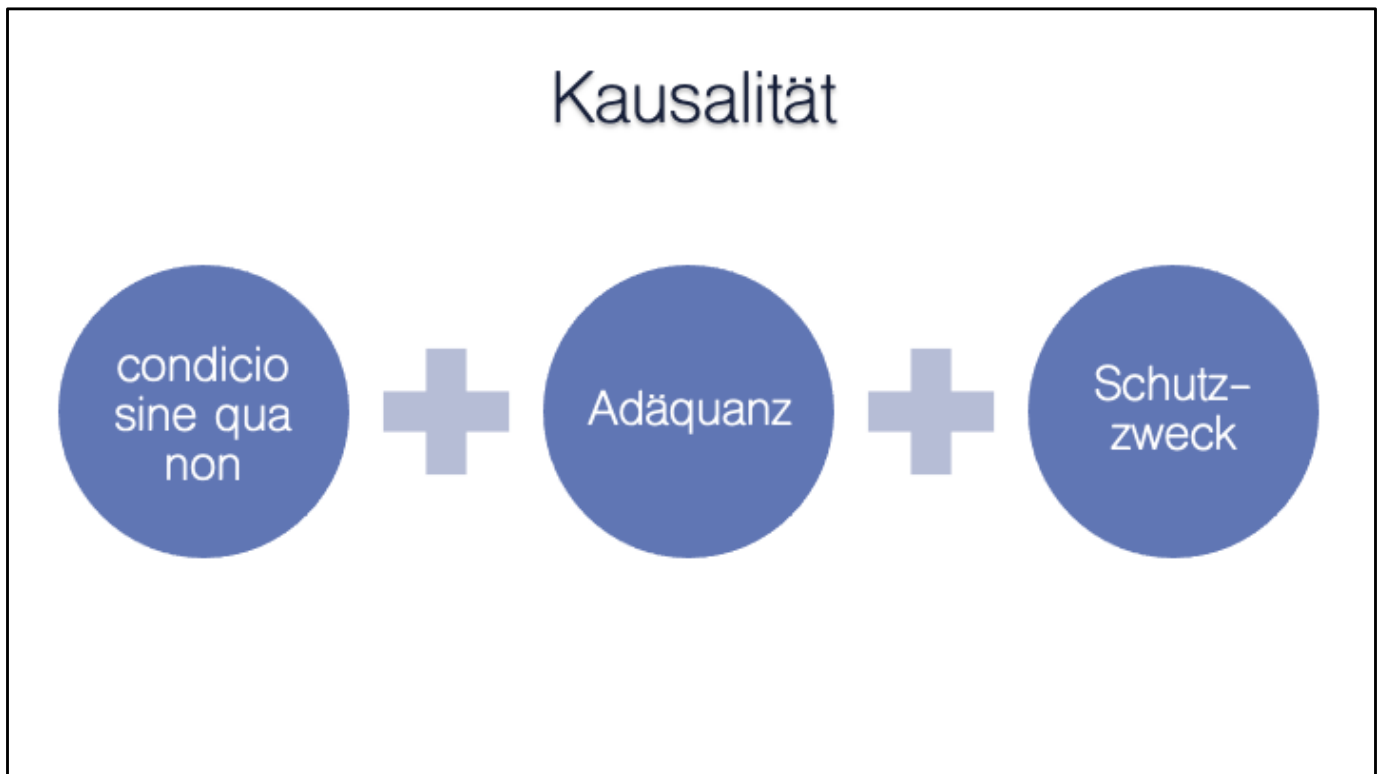 Kausalität
condicio
sine qua
non
Adäquanz
Schutz-
zweck